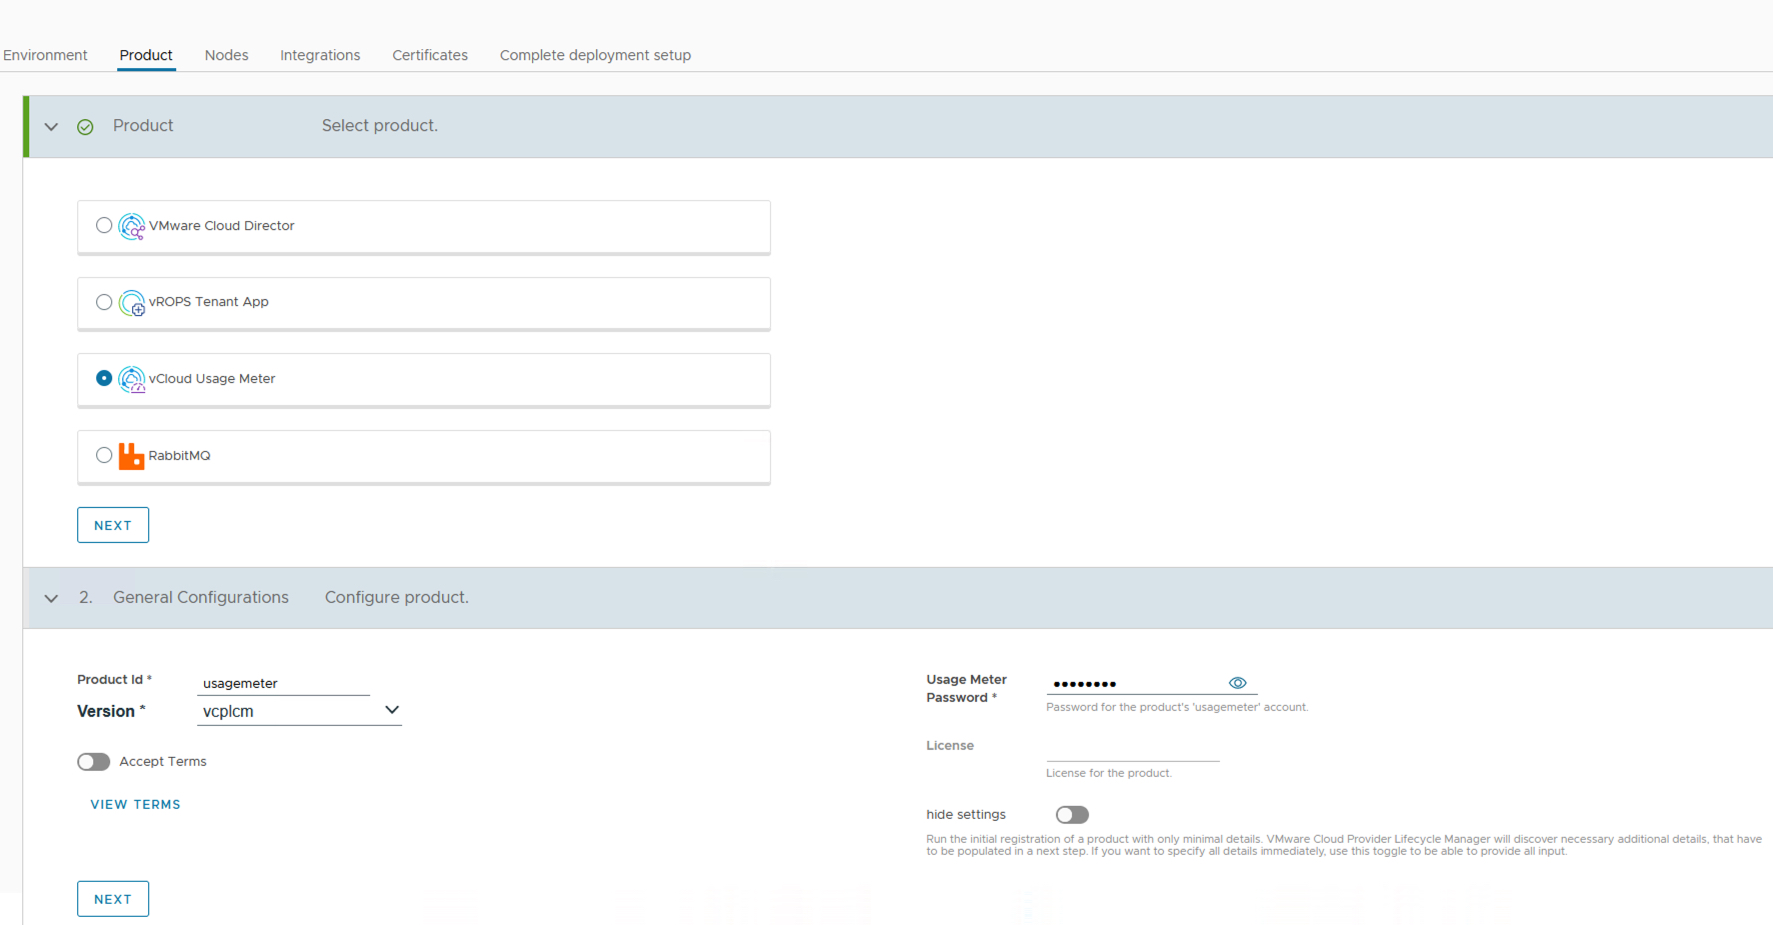 Environment Product Nodes Integrations Certificates Complete deployment setup
Product Select product.
VMware Cloud Director
vROPS Tenant App
vCloud Usage Meter
RabbitMQ
NEXT
2. General Configurations Configure product.
Product Id * usagemeter
Version * vcplcm
Accept Terms
VIEW TERMS
Usage Meter
Password * ••••••••
Password for the product's 'usagemeter' account.
License
License for the product.
hide settings
Run the initial registration of a product with only minimal details. VMware Cloud Provider Lifecycle Manager will discover necessary additional details, that have
to be populated in a next step. If you want to specify all details immediately, use this toggle to be able to provide all input.
NEXT